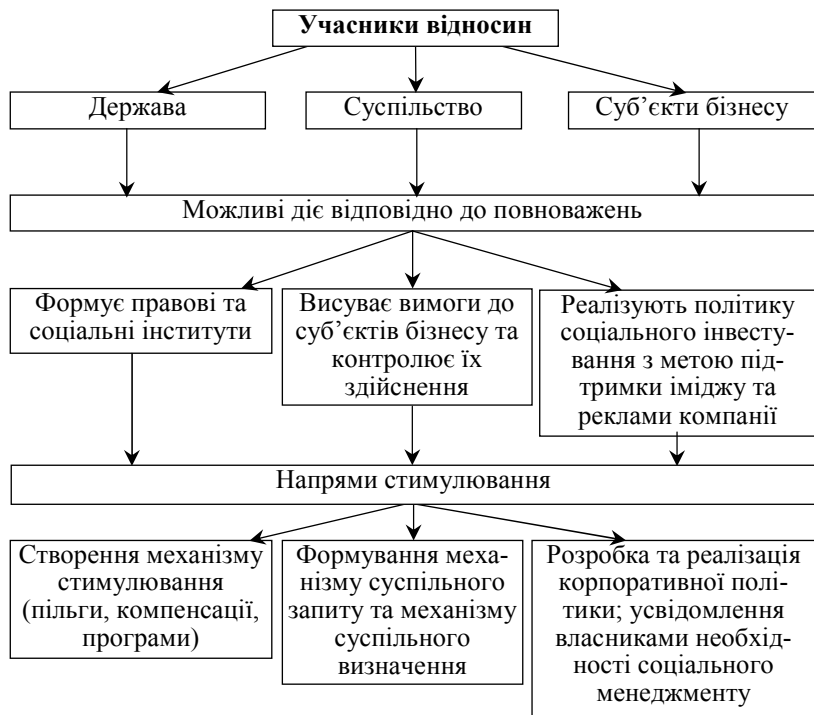 Учасники відносин
Держава
Суспільство
Суб’єкти бізнесу
Можливі діє відповідно до повноважень
Формує правові та
соціальні інститути
Висуває вимоги до
суб’єктів бізнесу та
контролює їх
здійснення
Реалізують політику
соціального інвесту-
вання з метою під-
тримки іміджу та
реклами компанії
Напрями стимулювання
Створення механізму
стимулювання
(пільги, компенсації,
програми)
Формування меха-
нізму суспільного
запиту та механізму
суспільного
визначення
Розробка та реалізація
корпоративної полі-
тики; усвідомлення
власниками необхід-
ності соціального
менеджменту